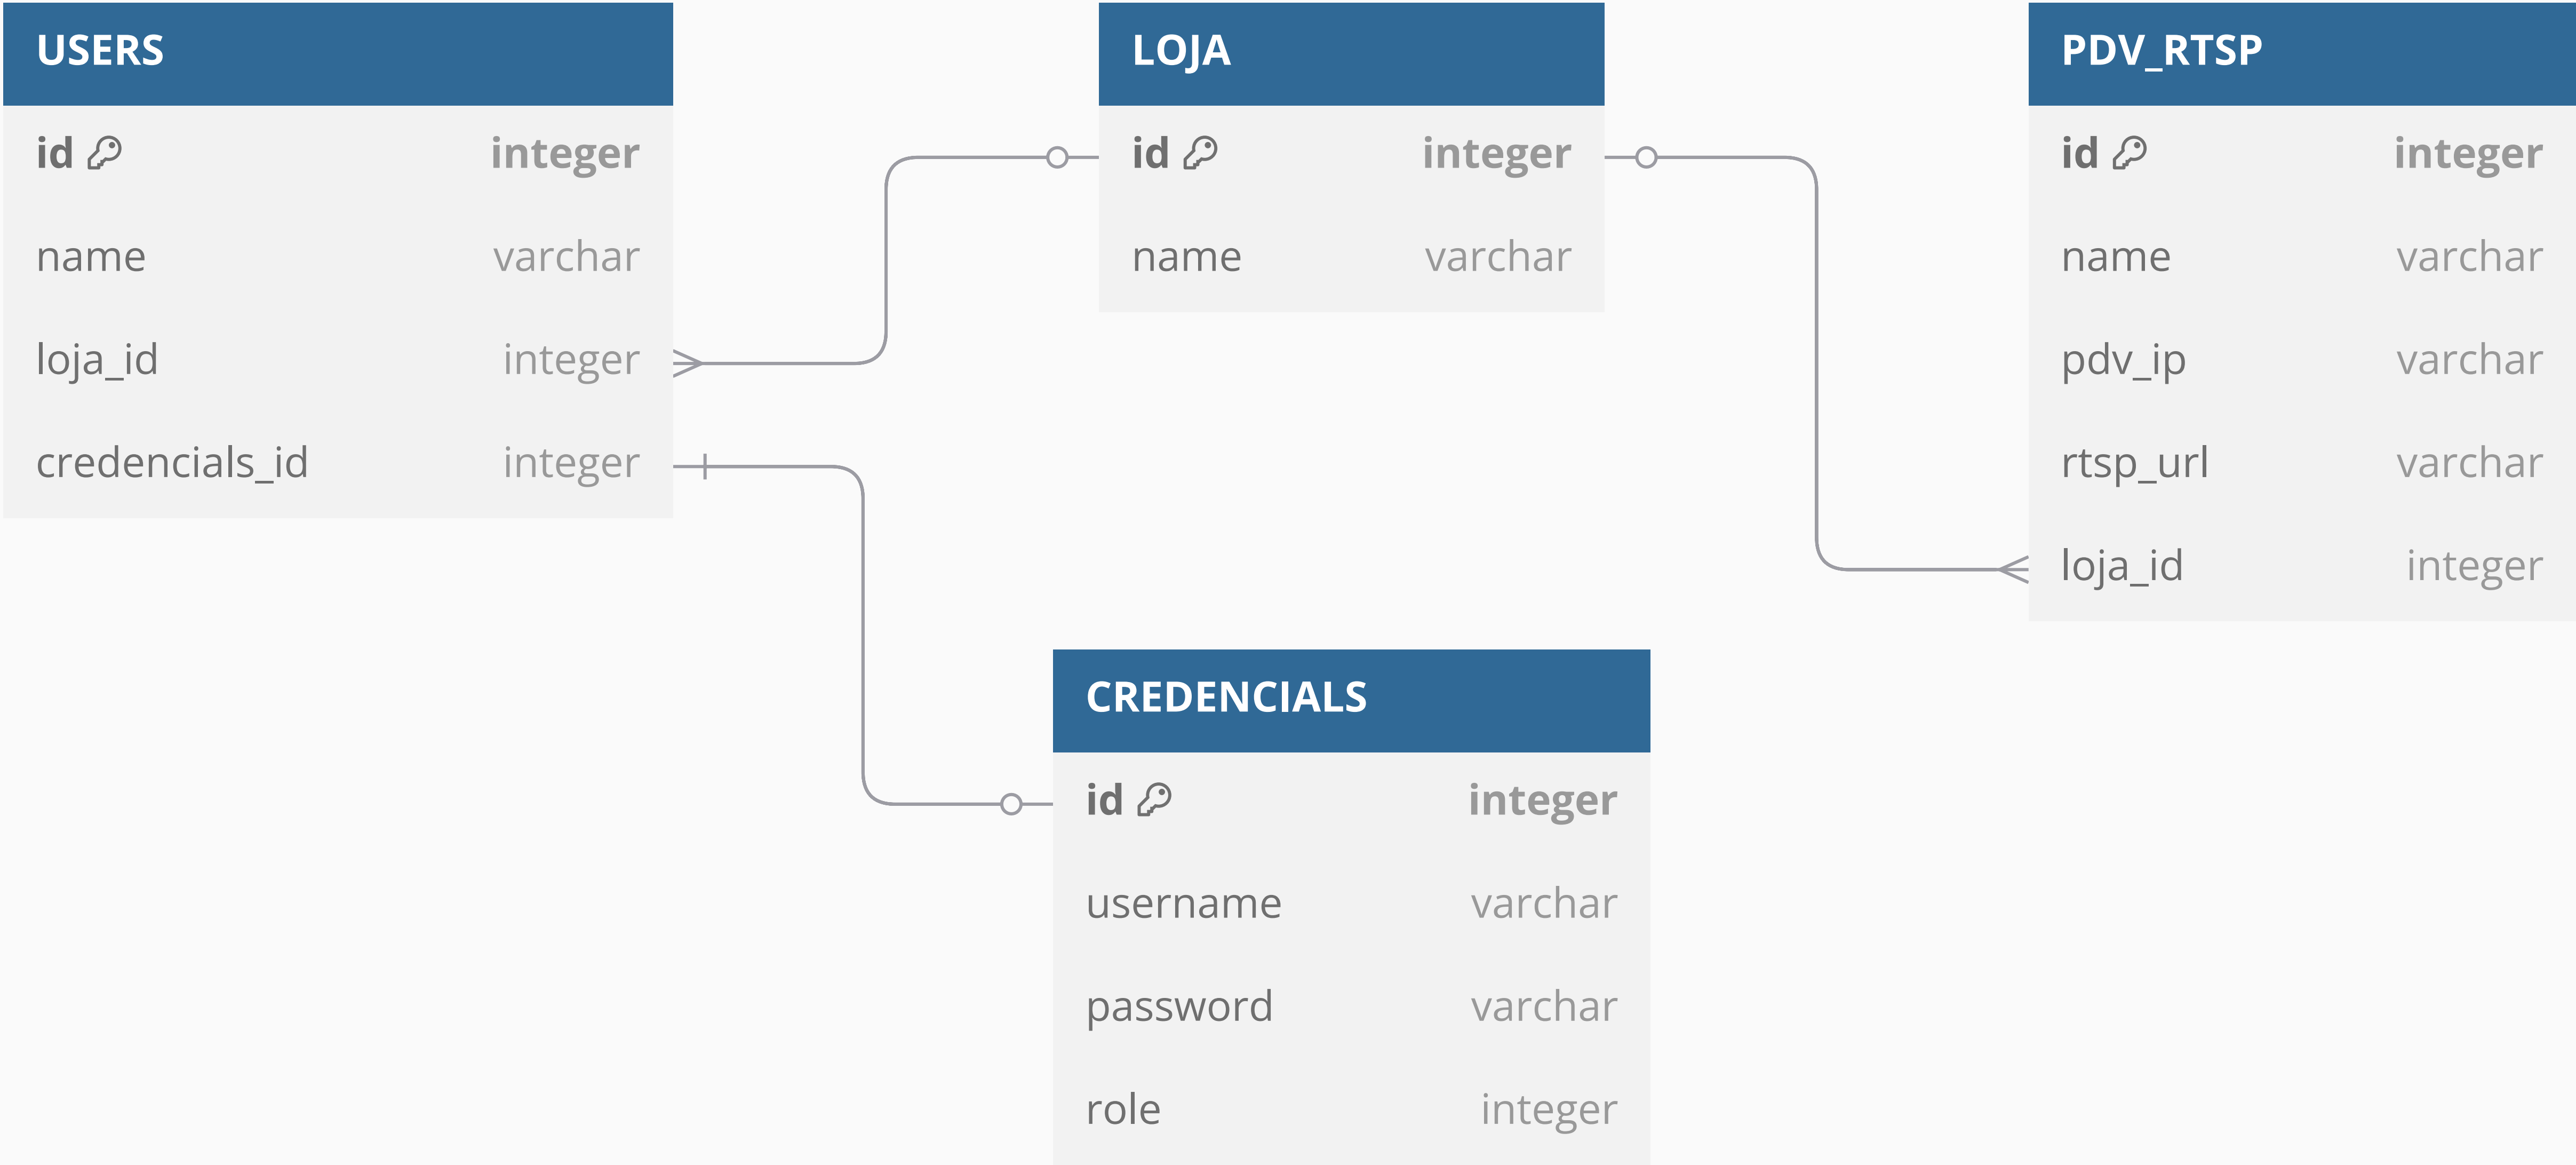 USERS
id integer
name varchar
loja_id integer
credencials_id integer
LOJA
id integer
name varchar
PDV_RTSP
id integer
name varchar
pdv_ip varchar
rtsp_url varchar
loja_id integer
CREDENCIALS
id integer
username varchar
password varchar
role integer